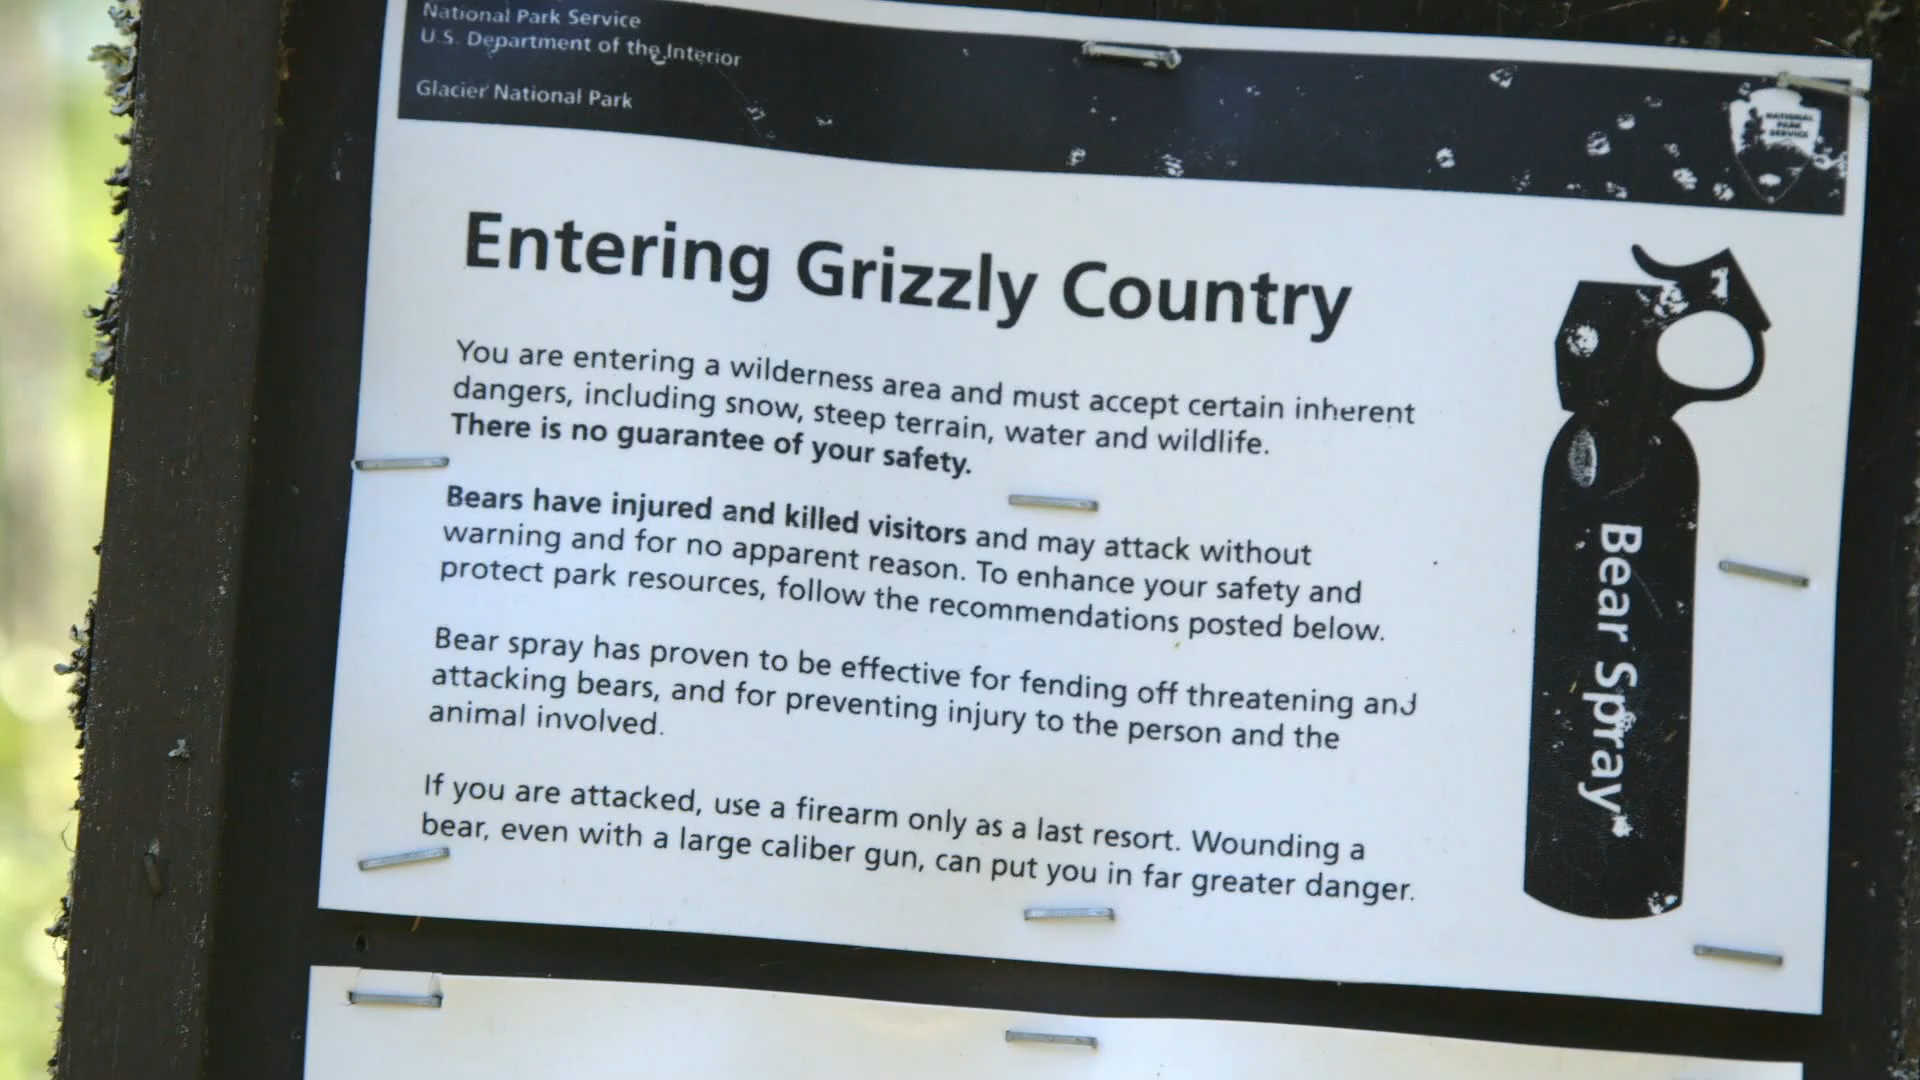 National Park Service
U.S. Department of the Interior
Glacier National Park
NATIONAL
PARK
SERVICE
Entering Grizzly Country
You are entering a wilderness area and must accept certain inherent
dangers, including snow, steep terrain, water and wildlife.
There is no guarantee of your safety.
Bears have injured and killed visitors and may attack without
warning and for no apparent reason. To enhance your safety and
protect park resources, follow the recommendations posted below.
Bear spray has proven to be effective for fending off threatening and
attacking bears, and for preventing injury to the person and the
animal involved.
If you are attacked, use a firearm only as a last resort. Wounding a
bear, even with a large caliber gun, can put you in far greater danger.
Bear Spray*